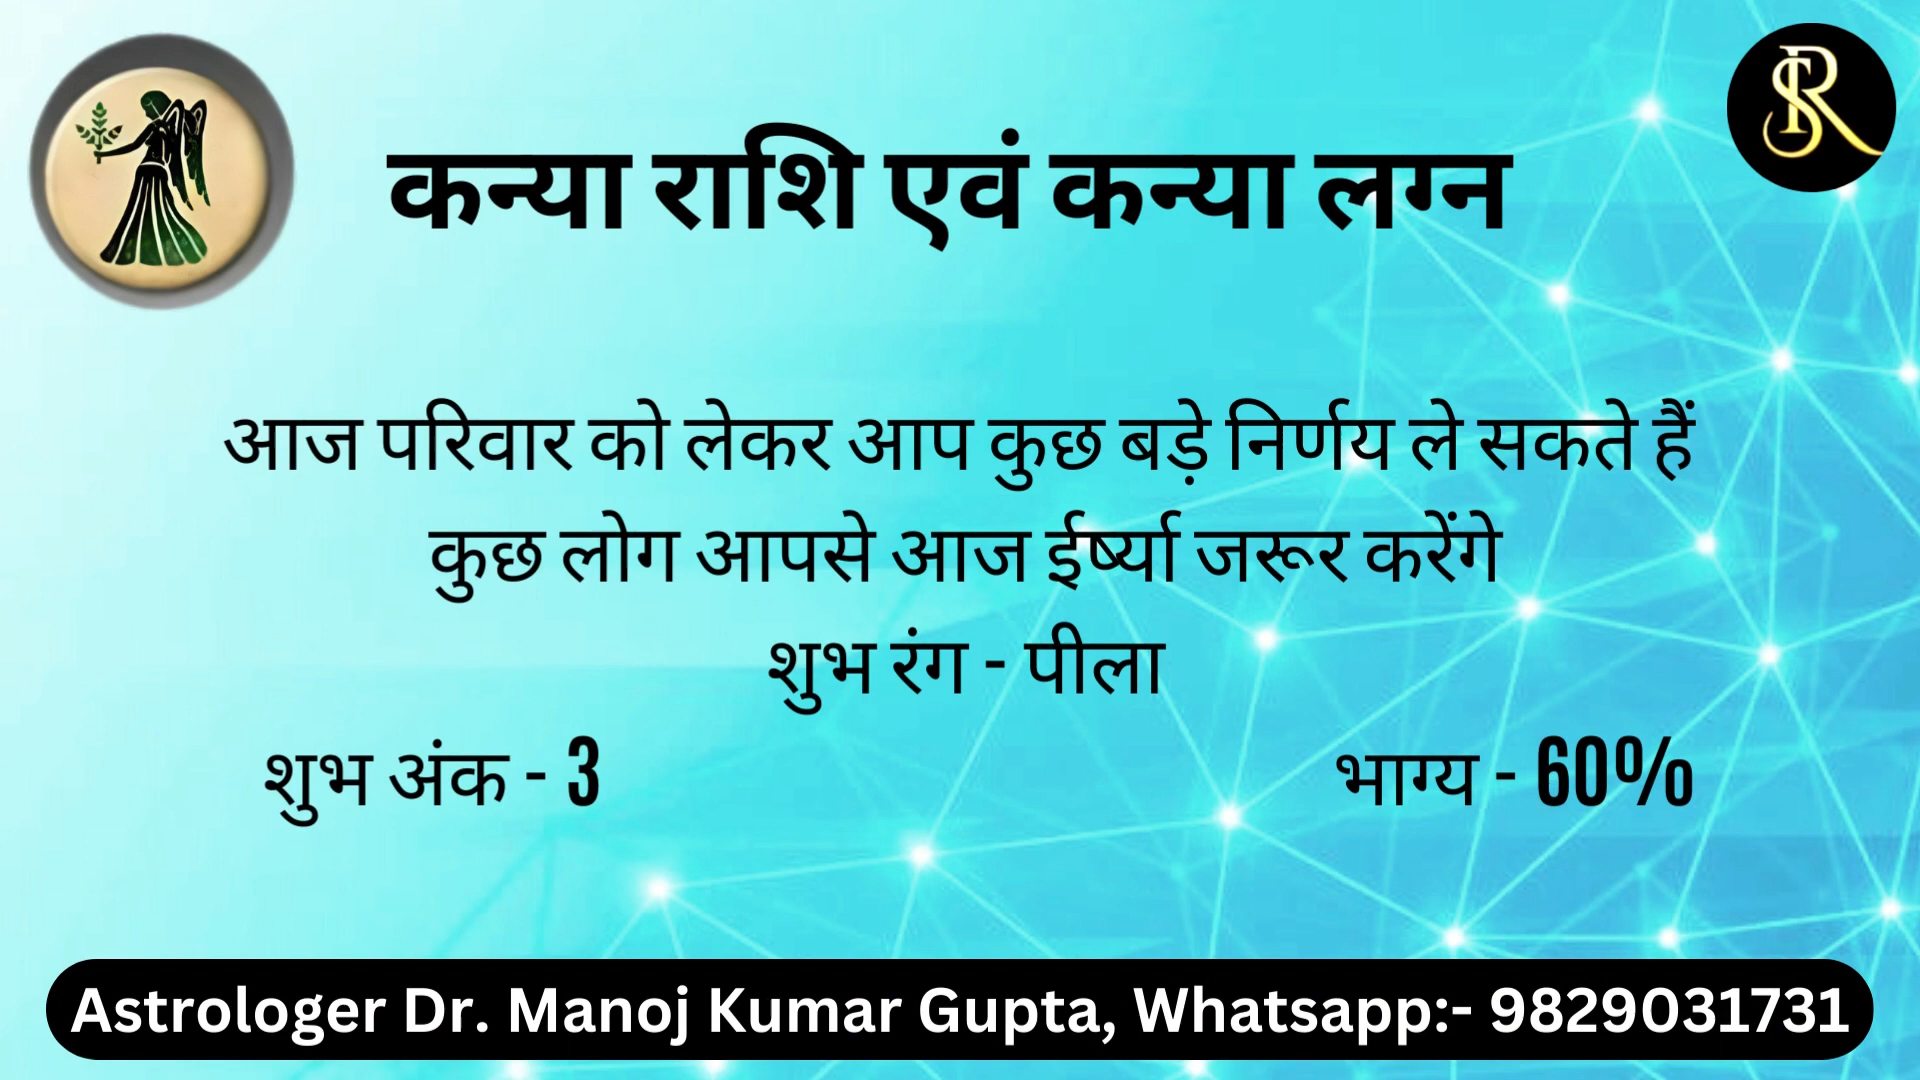 कन्या राशि एवं कन्या लग्न
आज परिवार को लेकर आप कुछ बड़े निर्णय ले सकते हैं
कुछ लोग आपसे आज ईर्ष्या जरूर करेंगे
शुभ रंग - पीला
शुभ अंक - 3 भाग्य - 60%
Astrologer Dr. Manoj Kumar Gupta, Whatsapp:- 9829031731